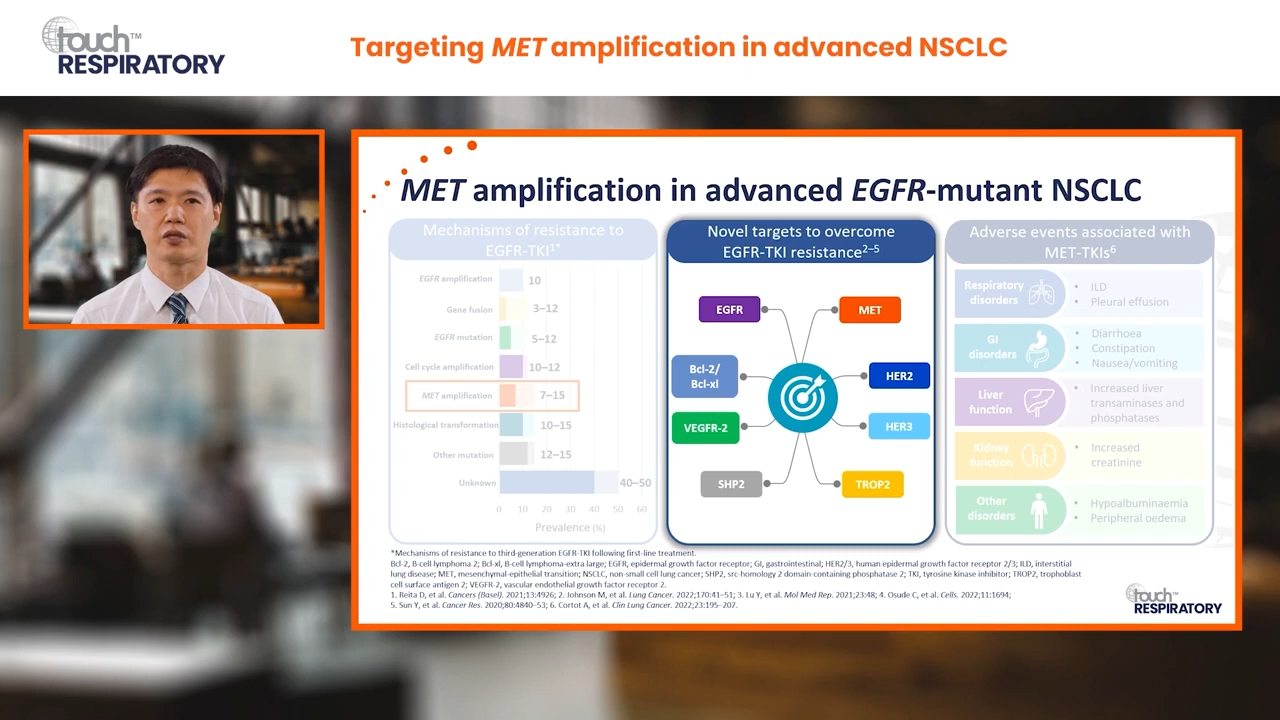 touch™
RESPIRATORY
Targeting MET amplification in advanced NSCLC
MET amplification in advanced EGFR-mutant NSCLC
Mechanisms of resistance to
EGFR-TKI¹*
EGFR amplification 10
Gene fusion 3–12
EGFR mutation 5–12
Cell cycle amplification 10–12
MET amplification 7–15
Histological transformation 10–15
Other mutation 12–15
Unknown 40–50
0 10 20 30 40 50 60
Prevalence (%)
Novel targets to overcome
EGFR-TKI resistance²⁻⁵
EGFR
MET
Bcl-2/
Bcl-xl
HER2
VEGFR-2
HER3
SHP2
TROP2
Adverse events associated with
MET-TKIs⁶
Respiratory
disorders
• ILD
• Pleural effusion
GI
disorders
• Diarrhoea
• Constipation
• Nausea/vomiting
Liver
function
• Increased liver
transaminases and
phosphatases
Kidney
function
• Increased
creatinine
Other
disorders
• Hypoalbuminaemia
• Peripheral oedema
*Mechanisms of resistance to third-generation EGFR-TKI following first-line treatment.
Bcl-2, B-cell lymphoma 2; Bcl-xl, B-cell lymphoma-extra large; EGFR, epidermal growth factor receptor; GI, gastrointestinal; HER2/3, human epidermal growth factor receptor 2/3; ILD, interstitial
lung disease; MET, mesenchymal-epithelial transition; NSCLC, non-small cell lung cancer; SHP2, src-homology 2 domain-containing phosphatase 2; TKI, tyrosine kinase inhibitor; TROP2, trophoblast
cell surface antigen 2; VEGFR-2, vascular endothelial growth factor receptor 2.
1. Reita D, et al. Cancers (Basel). 2021;13:4926; 2. Johnson M, et al. Lung Cancer. 2022;170:41–51; 3. Lu Y, et al. Mol Med Rep. 2021;23:48; 4. Osude C, et al. Cells. 2022;11:1694;
5. Sun Y, et al. Cancer Res. 2020;80:4840–53; 6. Cortot A, et al. Clin Lung Cancer. 2022;23:195–207.
touch™
RESPIRATORY